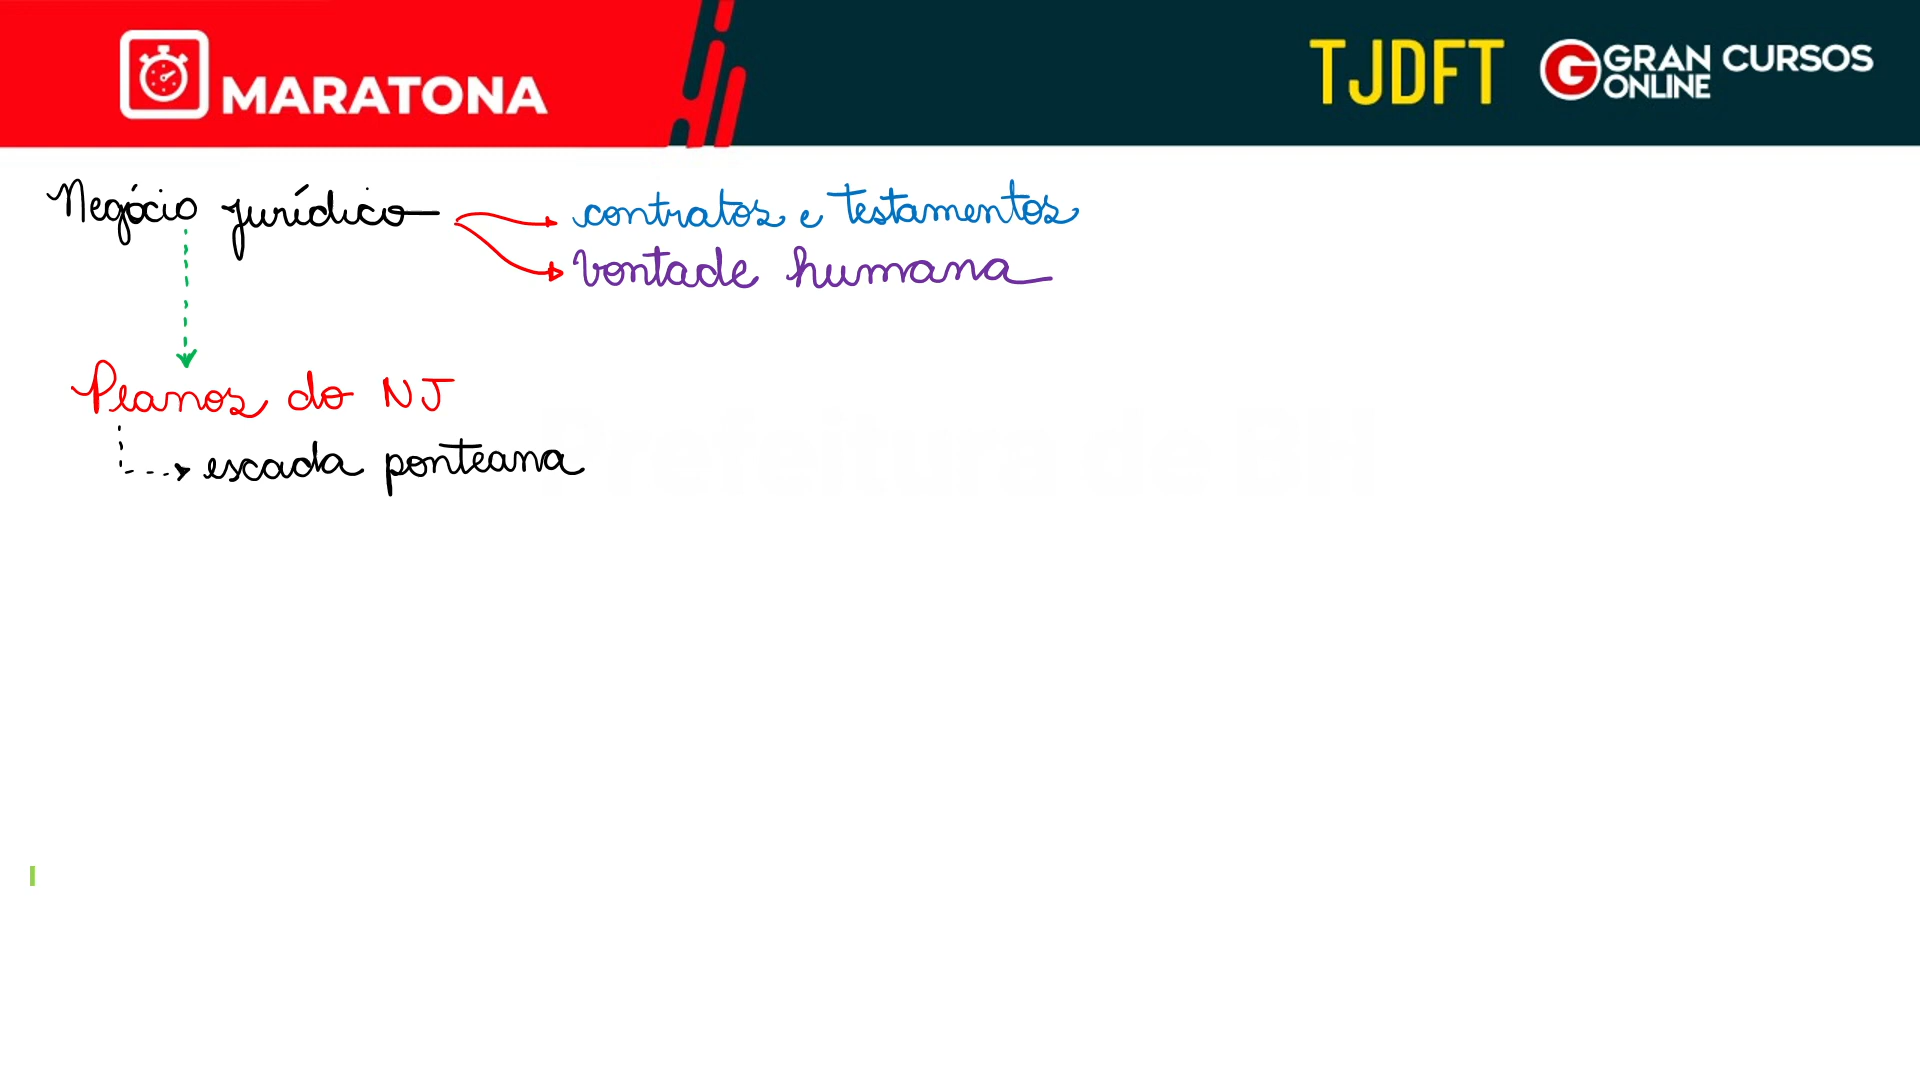 MARATONA
TJDFT
GRAN CURSOS
ONLINE
Negócio jurídico
contratos e testamentos
vontade humana
Planos do NJ
escada ponteana